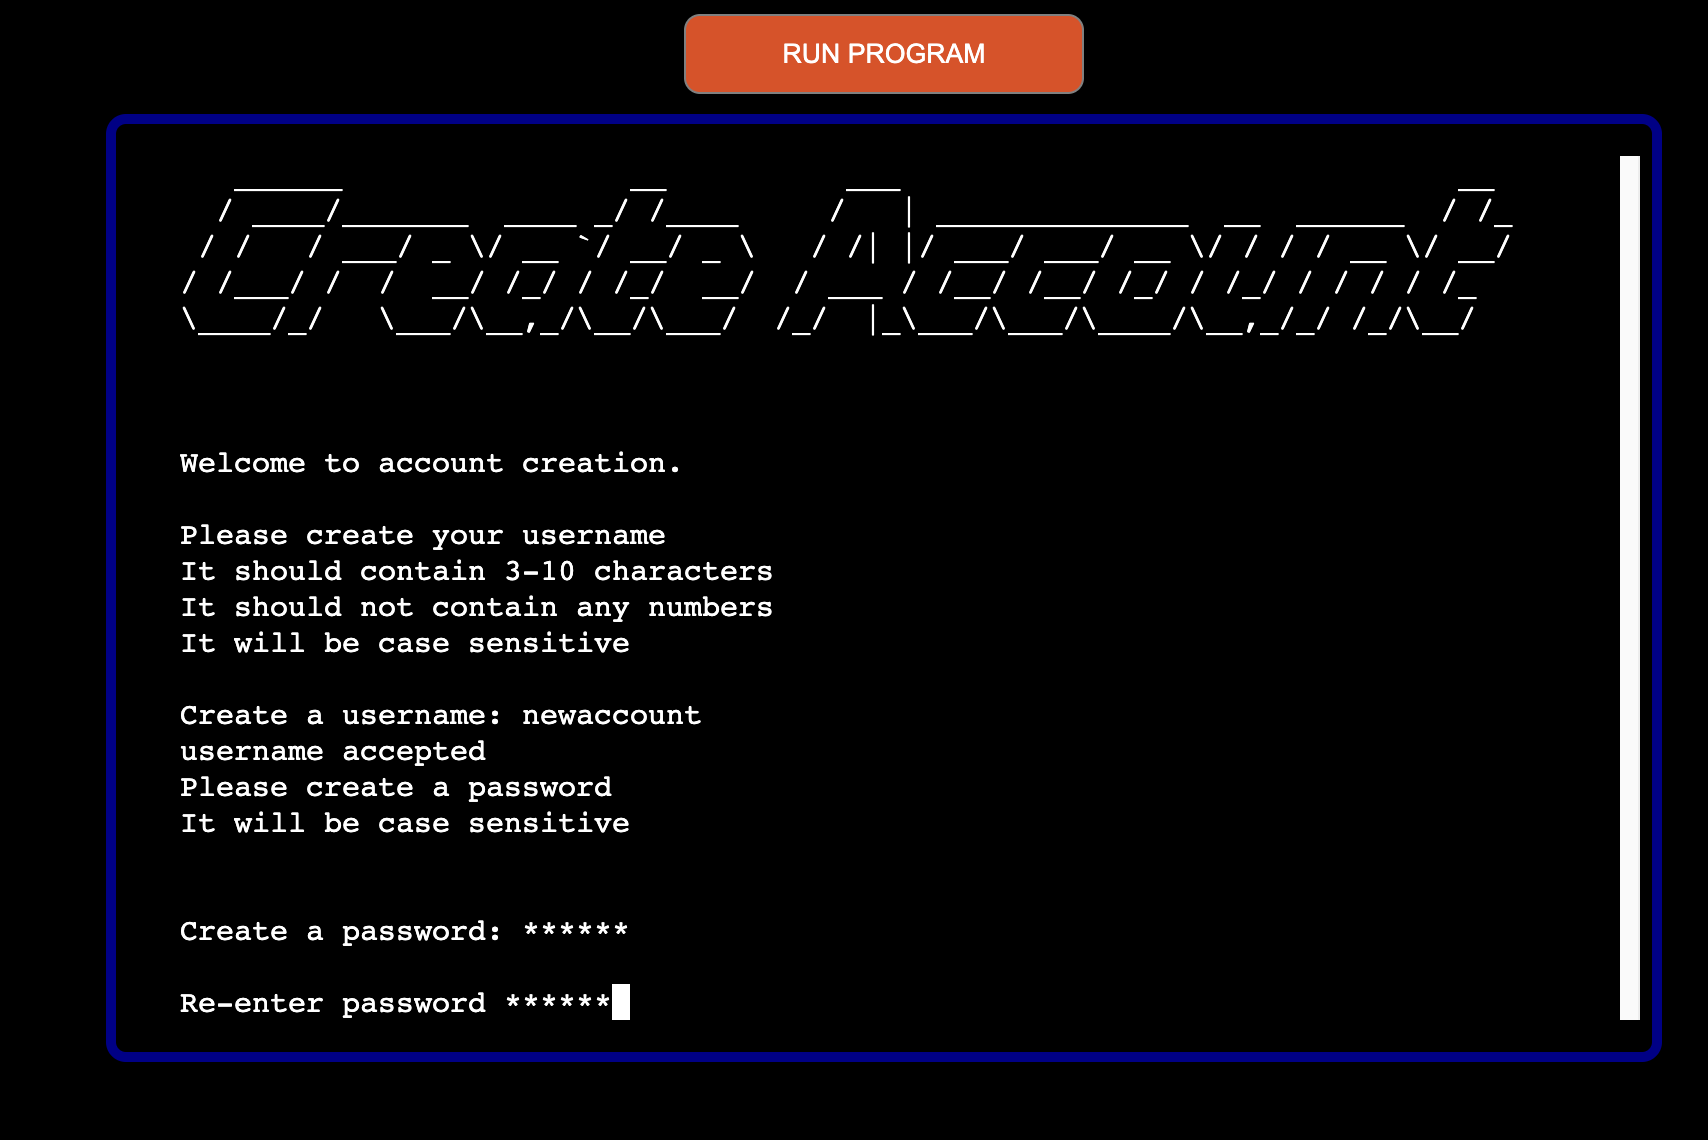 RUN PROGRAM
Create Account
Welcome to account creation.
Please create your username
It should contain 3-10 characters
It should not contain any numbers
It will be case sensitive
Create a username: newaccount
username accepted
Please create a password
It will be case sensitive
Create a password: ******
Re-enter password ******